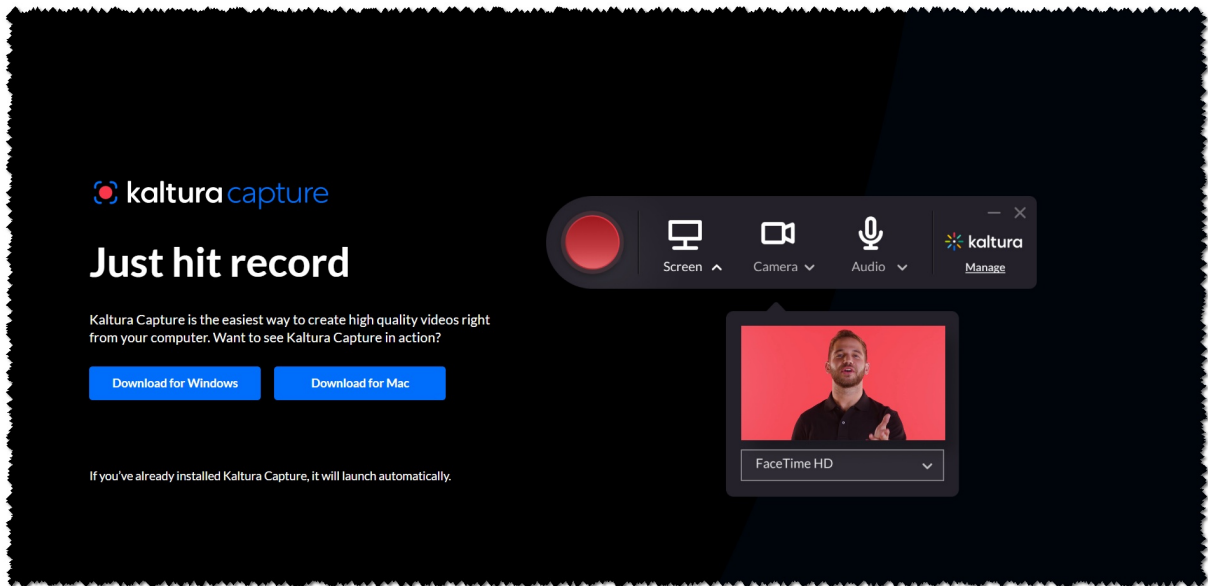 kaltura capture
Just hit record
Kaltura Capture is the easiest way to create high quality videos right
from your computer. Want to see Kaltura Capture in action?
Download for Windows
Download for Mac
If you've already installed Kaltura Capture, it will launch automatically.
Screen
Camera
Audio
kaltura
Manage
FaceTime HD